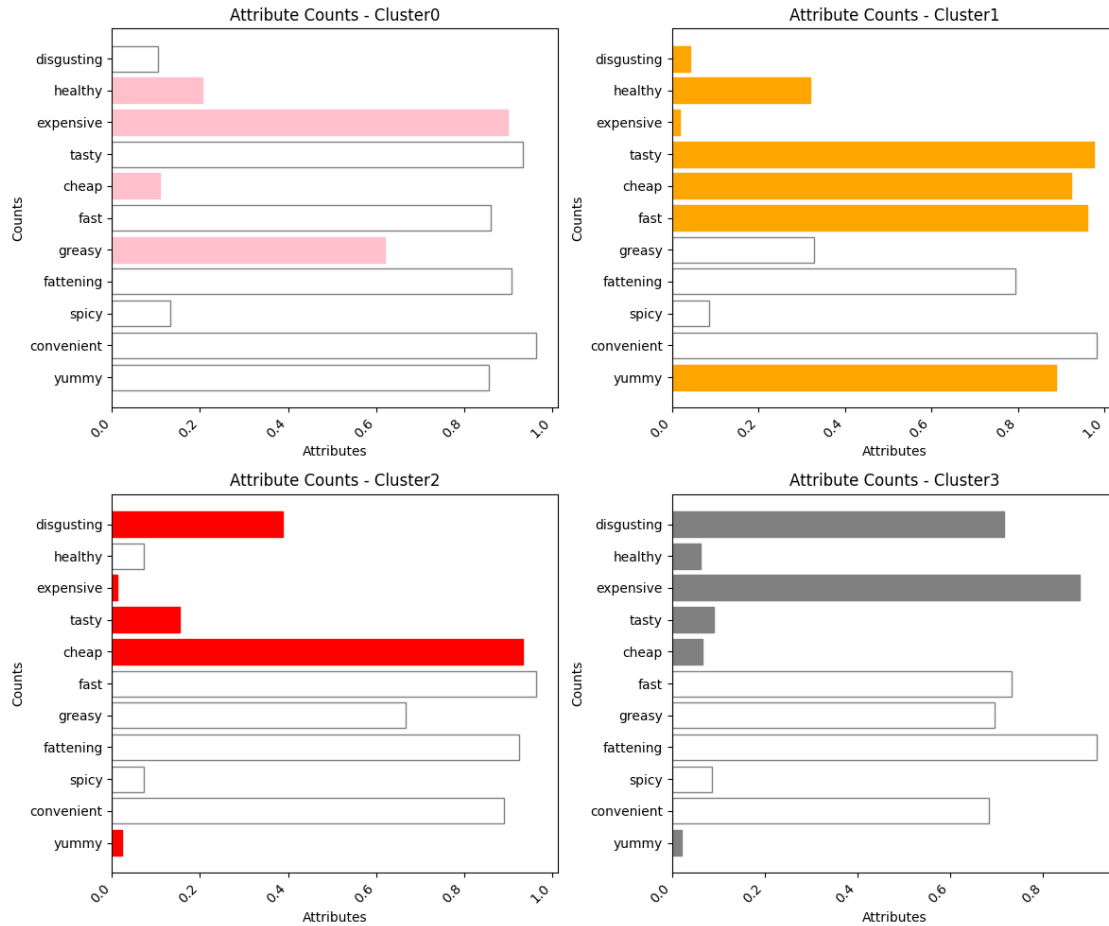 Attribute Counts - Cluster0
Counts
disgusting
healthy
expensive
tasty
cheap
fast
greasy
fattening
spicy
convenient
yummy
0.0 0.2 0.4 0.6 0.8 1.0
Attributes
Attribute Counts - Cluster1
Counts
disgusting
healthy
expensive
tasty
cheap
fast
greasy
fattening
spicy
convenient
yummy
0.0 0.2 0.4 0.6 0.8 1.0
Attributes
Attribute Counts - Cluster2
Counts
disgusting
healthy
expensive
tasty
cheap
fast
greasy
fattening
spicy
convenient
yummy
0.0 0.2 0.4 0.6 0.8 1.0
Attributes
Attribute Counts - Cluster3
Counts
disgusting
healthy
expensive
tasty
cheap
fast
greasy
fattening
spicy
convenient
yummy
0.0 0.2 0.4 0.6 0.8
Attributes